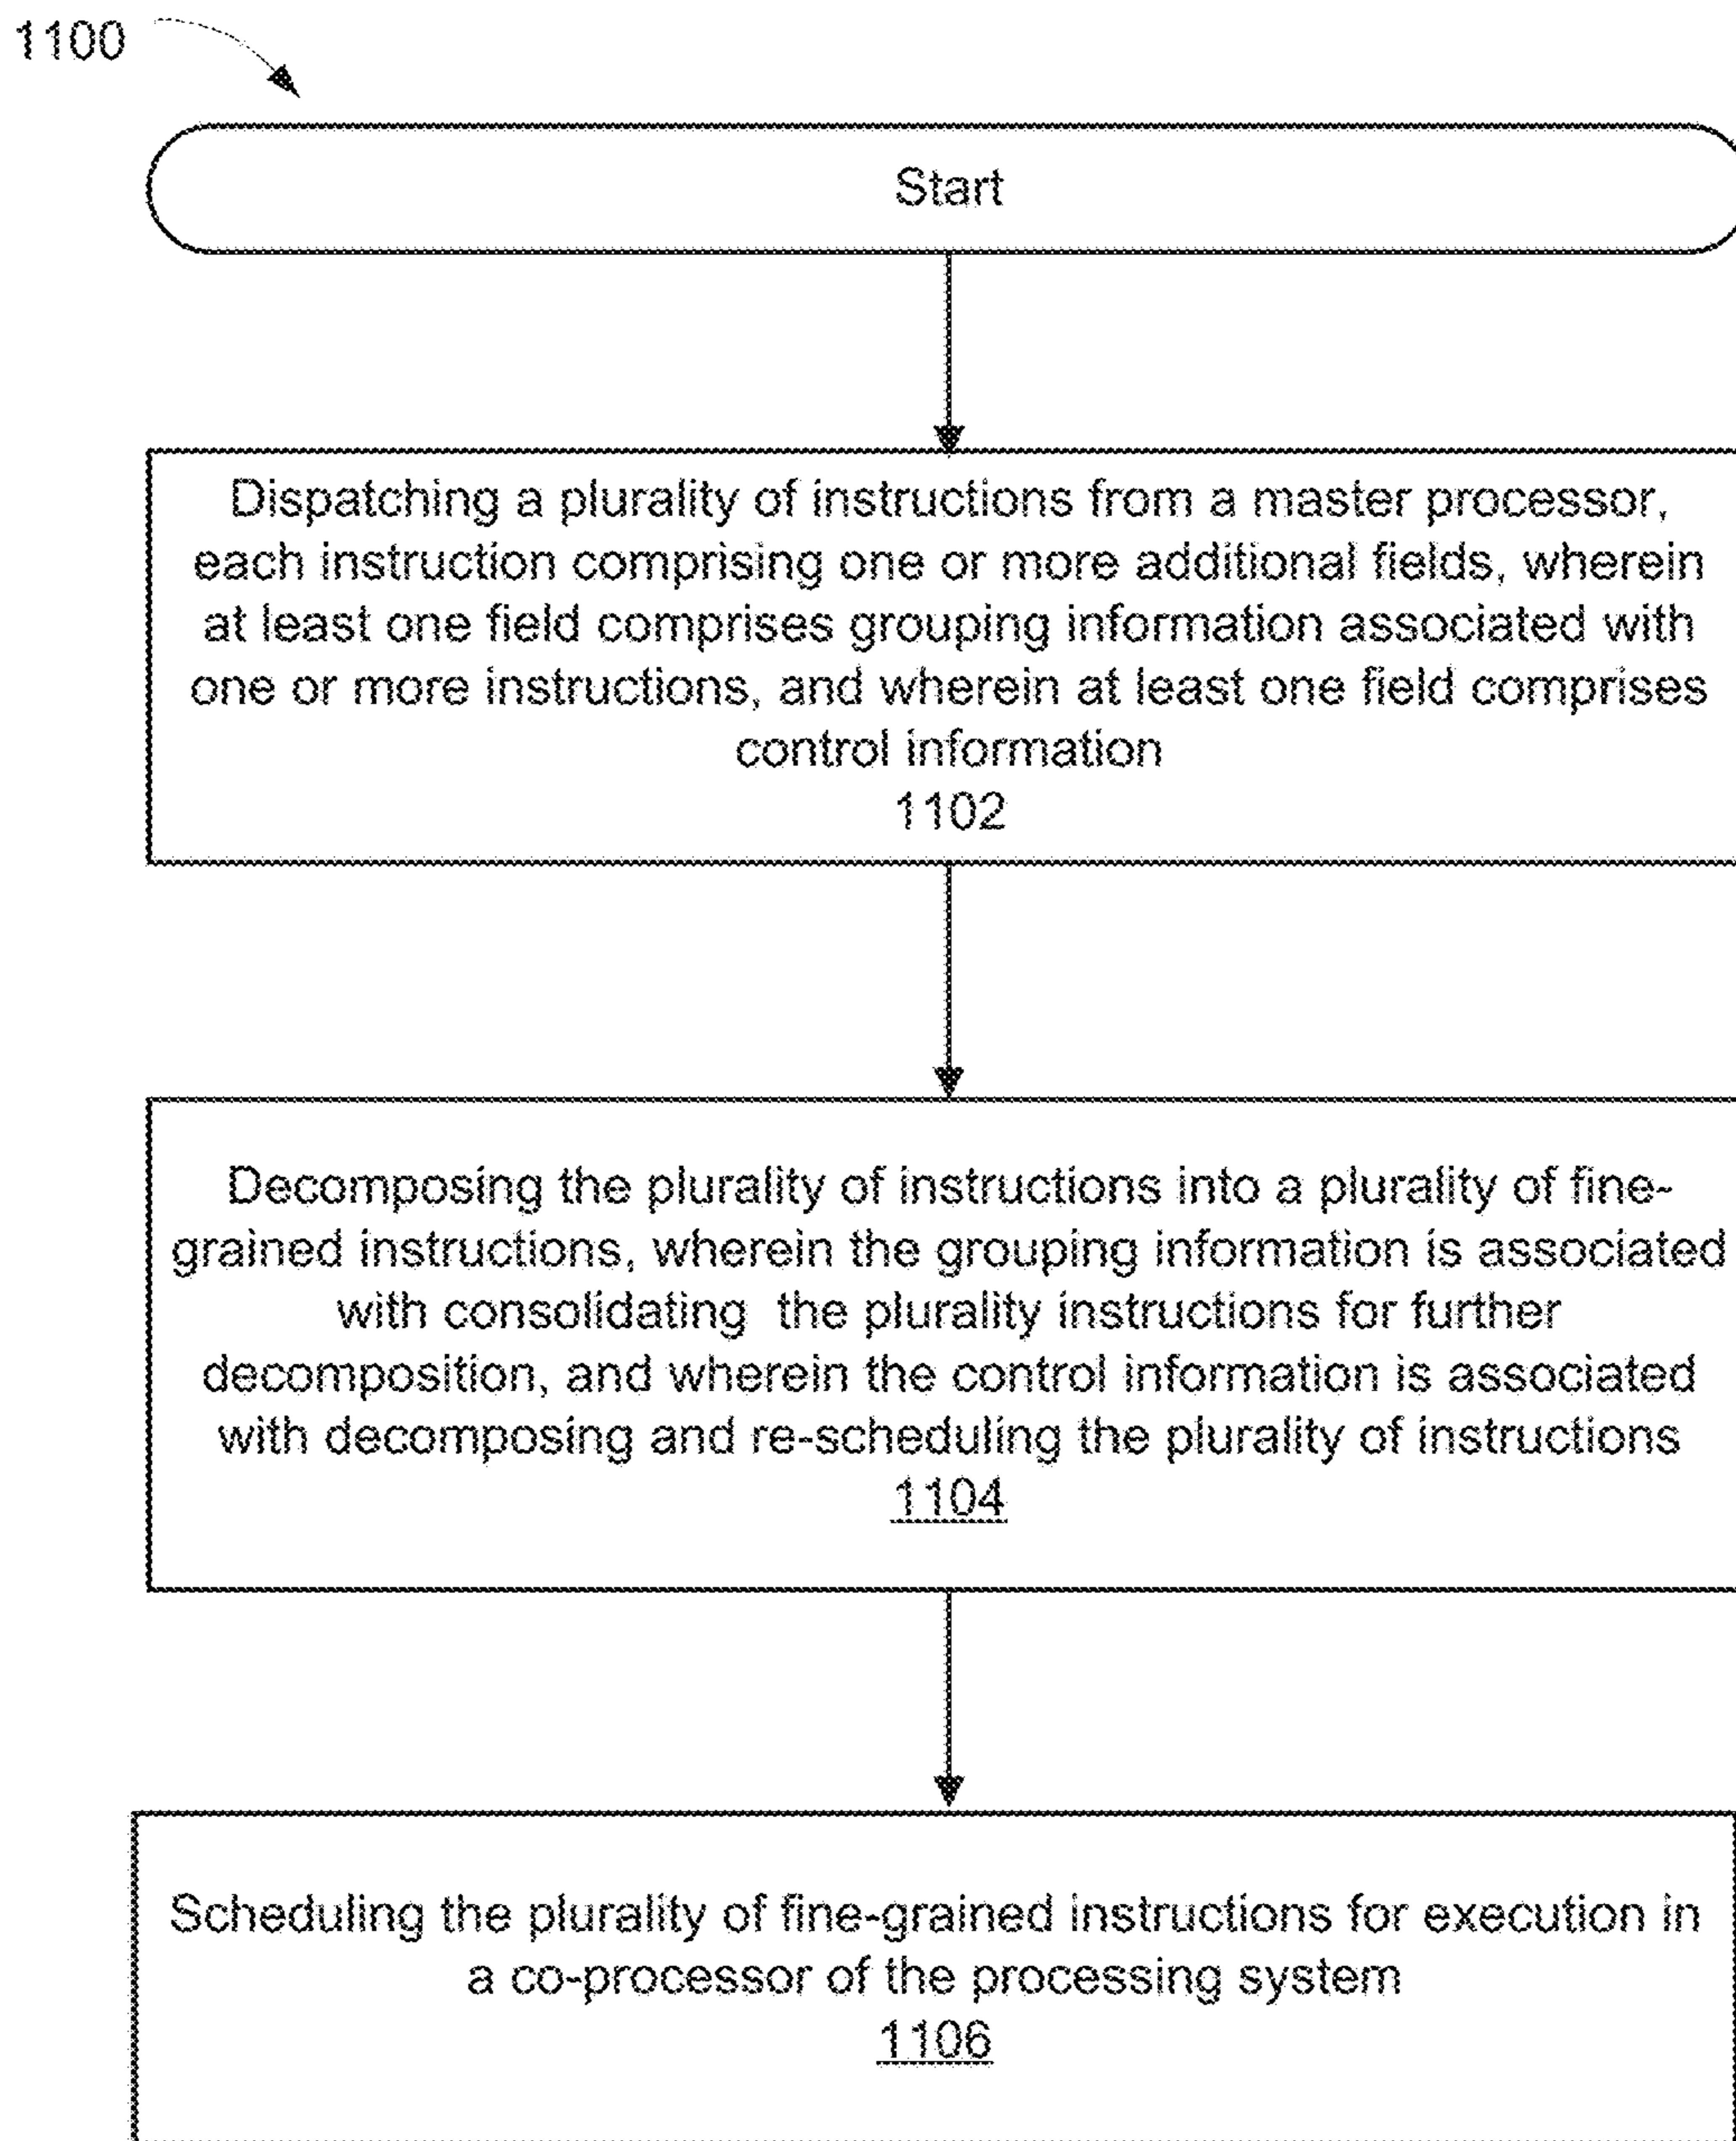 1100
Start
Dispatching a plurality of instructions from a master processor,
each instruction comprising one or more additional fields, wherein
at least one field comprises grouping information associated with
one or more instructions, and wherein at least one field comprises
control information
1102
Decomposing the plurality of instructions into a plurality of fine-
grained instructions, wherein the grouping information is associated
with consolidating the plurality instructions for further
decomposition, and wherein the control information is associated
with decomposing and re-scheduling the plurality of instructions
1104
Scheduling the plurality of fine-grained instructions for execution in
a co-processor of the processing system
1106